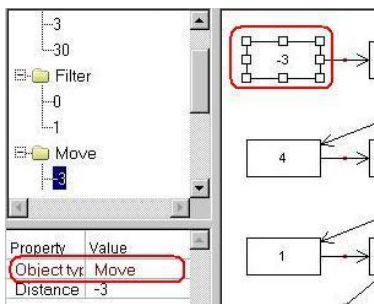 3
30
Filter
0
1
Move
-3
Property Value
Object typ Move
Distance -3
-3
4
1